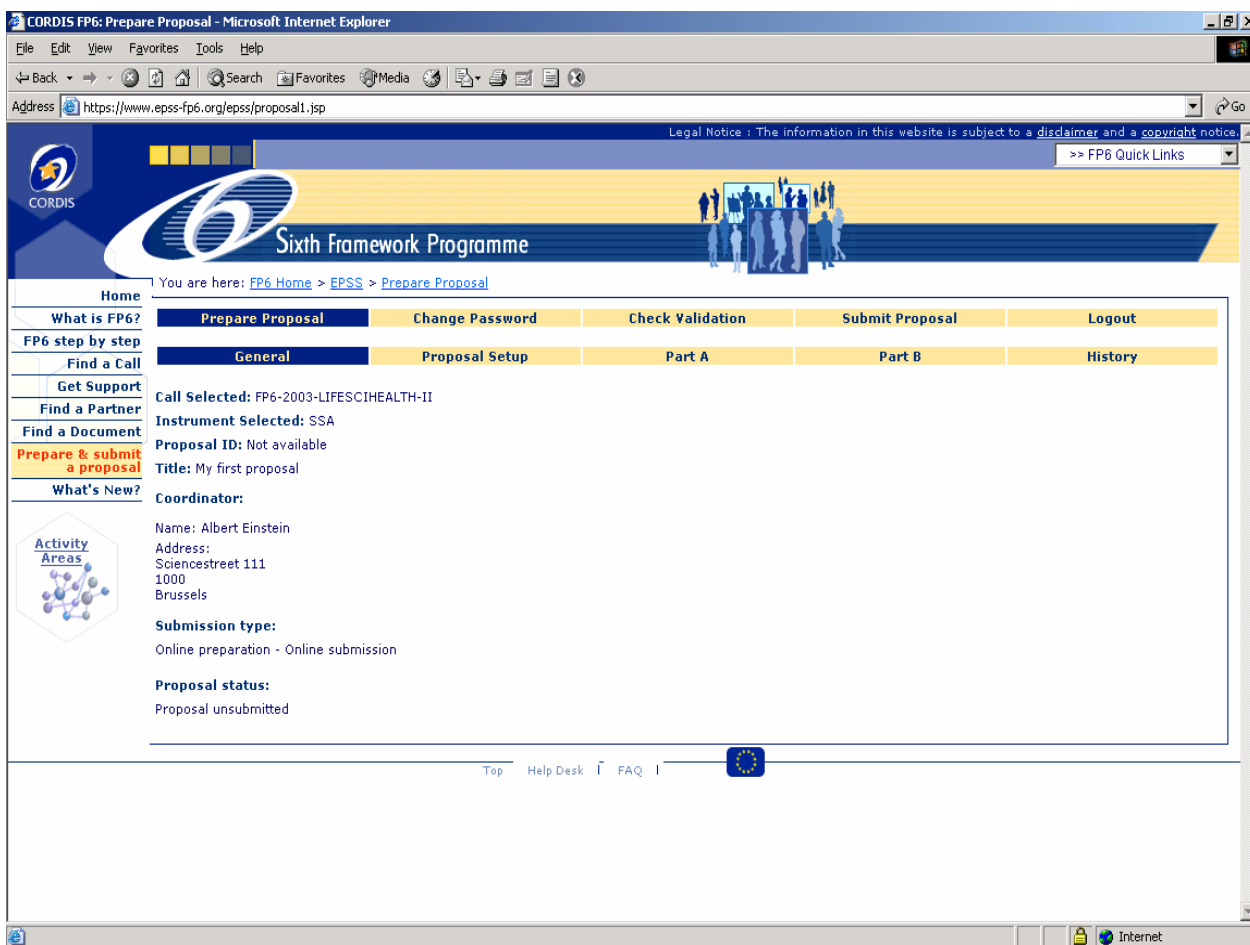 CORDIS FP6: Prepare Proposal - Microsoft Internet Explorer
File Edit View Favorites Tools Help
Back Search Favorites Media
Address https://www.epss-fp6.org/epss/proposal1.jsp Go
Legal Notice : The information in this website is subject to a disclaimer and a copyright notice.
>> FP6 Quick Links
CORDIS
6
Sixth Framework Programme
You are here: FP6 Home > EPSS > Prepare Proposal
Home
What is FP6?
FP6 step by step
Find a Call
Get Support
Find a Partner
Find a Document
Prepare & submit
a proposal
What's New?
Activity
Areas
Prepare Proposal Change Password Check Validation Submit Proposal Logout
General Proposal Setup Part A Part B History
Call Selected: FP6-2003-LIFESCIHEALTH-II
Instrument Selected: SSA
Proposal ID: Not available
Title: My first proposal
Coordinator:
Name: Albert Einstein
Address:
Sciencestreet 111
1000
Brussels
Submission type:
Online preparation - Online submission
Proposal status:
Proposal unsubmitted
Top Help Desk | FAQ |
Internet